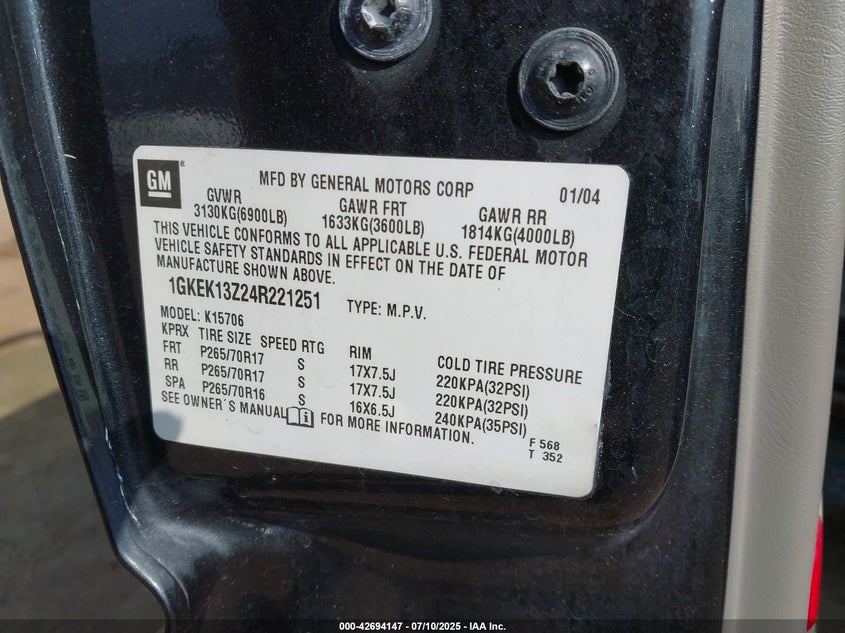 GM
MFD BY GENERAL MOTORS CORP 01/04
GVWR GAWR FRT GAWR RR
3130KG(6900LB) 1633KG(3600LB) 1814KG(4000LB)
THIS VEHICLE CONFORMS TO ALL APPLICABLE U.S. FEDERAL MOTOR
VEHICLE SAFETY STANDARDS IN EFFECT ON THE DATE OF
MANUFACTURE SHOWN ABOVE.
1GKEK13Z24R221251 TYPE: M.P.V.
MODEL: K15706
KPRX TIRE SIZE SPEED RTG RIM COLD TIRE PRESSURE
FRT P265/70R17 S 17X7.5J 220KPA(32PSI)
RR P265/70R17 S 17X7.5J 220KPA(32PSI)
SPA P265/70R16 S 16X6.5J 240KPA(35PSI)
SEE OWNER'S MANUAL FOR MORE INFORMATION.
F 568
T 352
000-42694147 - 07/10/2025 - IAA Inc.